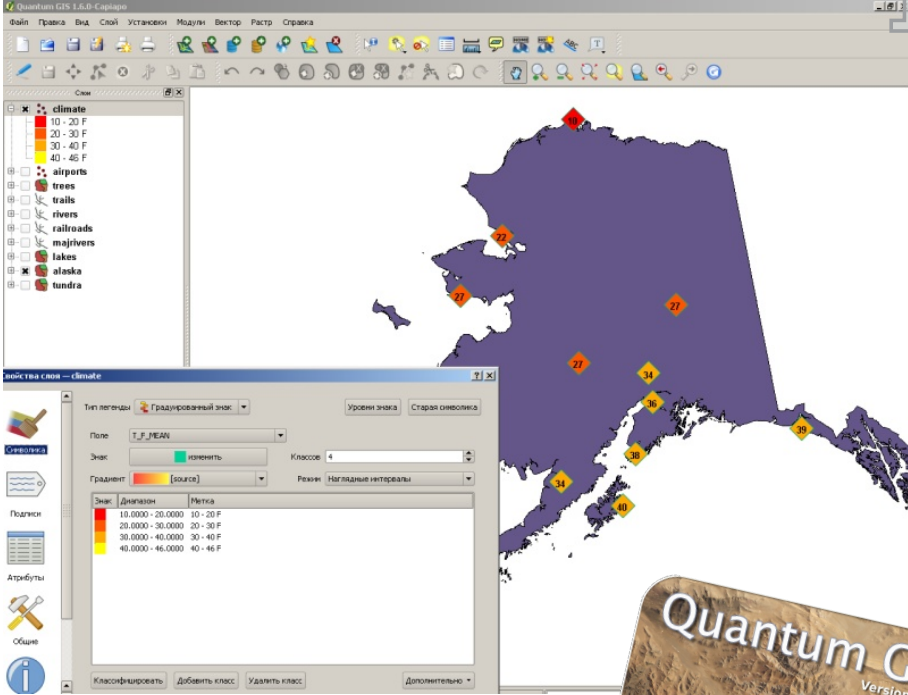 Quantum GIS 1.6.0-Capiapo
Файл Правка Вид Слой Установки Модули Вектор Растр Справка
Слои
climate
10 - 20 F
20 - 30 F
30 - 40 F
40 - 46 F
airports
trees
trails
rivers
railroads
majrivers
lakes
alaska
tundra
10
22
27
27
27
34
36
39
38
34
40
Свойства слоя — climate
Символика
Подписи
Атрибуты
Общие
Тип легенды Градуированный знак Уровни знака Старая символика
Поле T_F_MEAN
Знак изменить Классов 4
Градиент [source] Режим Наглядные интервалы
Знак Диапазон Метка
10.0000 - 20.0000 10 - 20 F
20.0000 - 30.0000 20 - 30 F
30.0000 - 40.0000 30 - 40 F
40.0000 - 46.0000 40 - 46 F
Классифицировать Добавить класс Удалить класс Дополнительно
Quantum G
Version